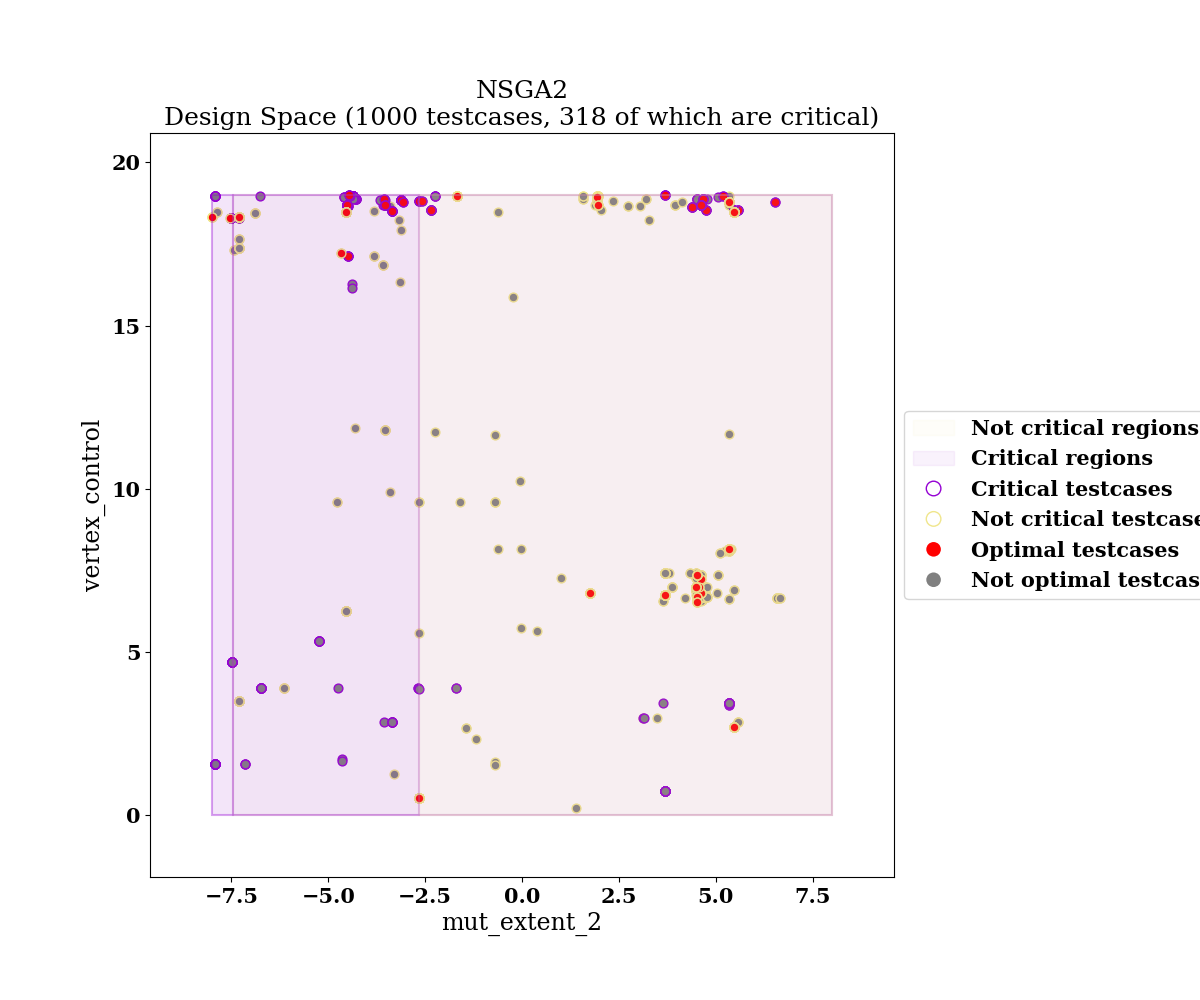 NSGA2
Design Space (1000 testcases, 318 of which are critical)
20
15
10
5
0
vertex_control
−7.5 −5.0 −2.5 0.0 2.5 5.0 7.5
mut_extent_2
Not critical regions
Critical regions
Critical testcases
Not critical testcase
Optimal testcases
Not optimal testcas